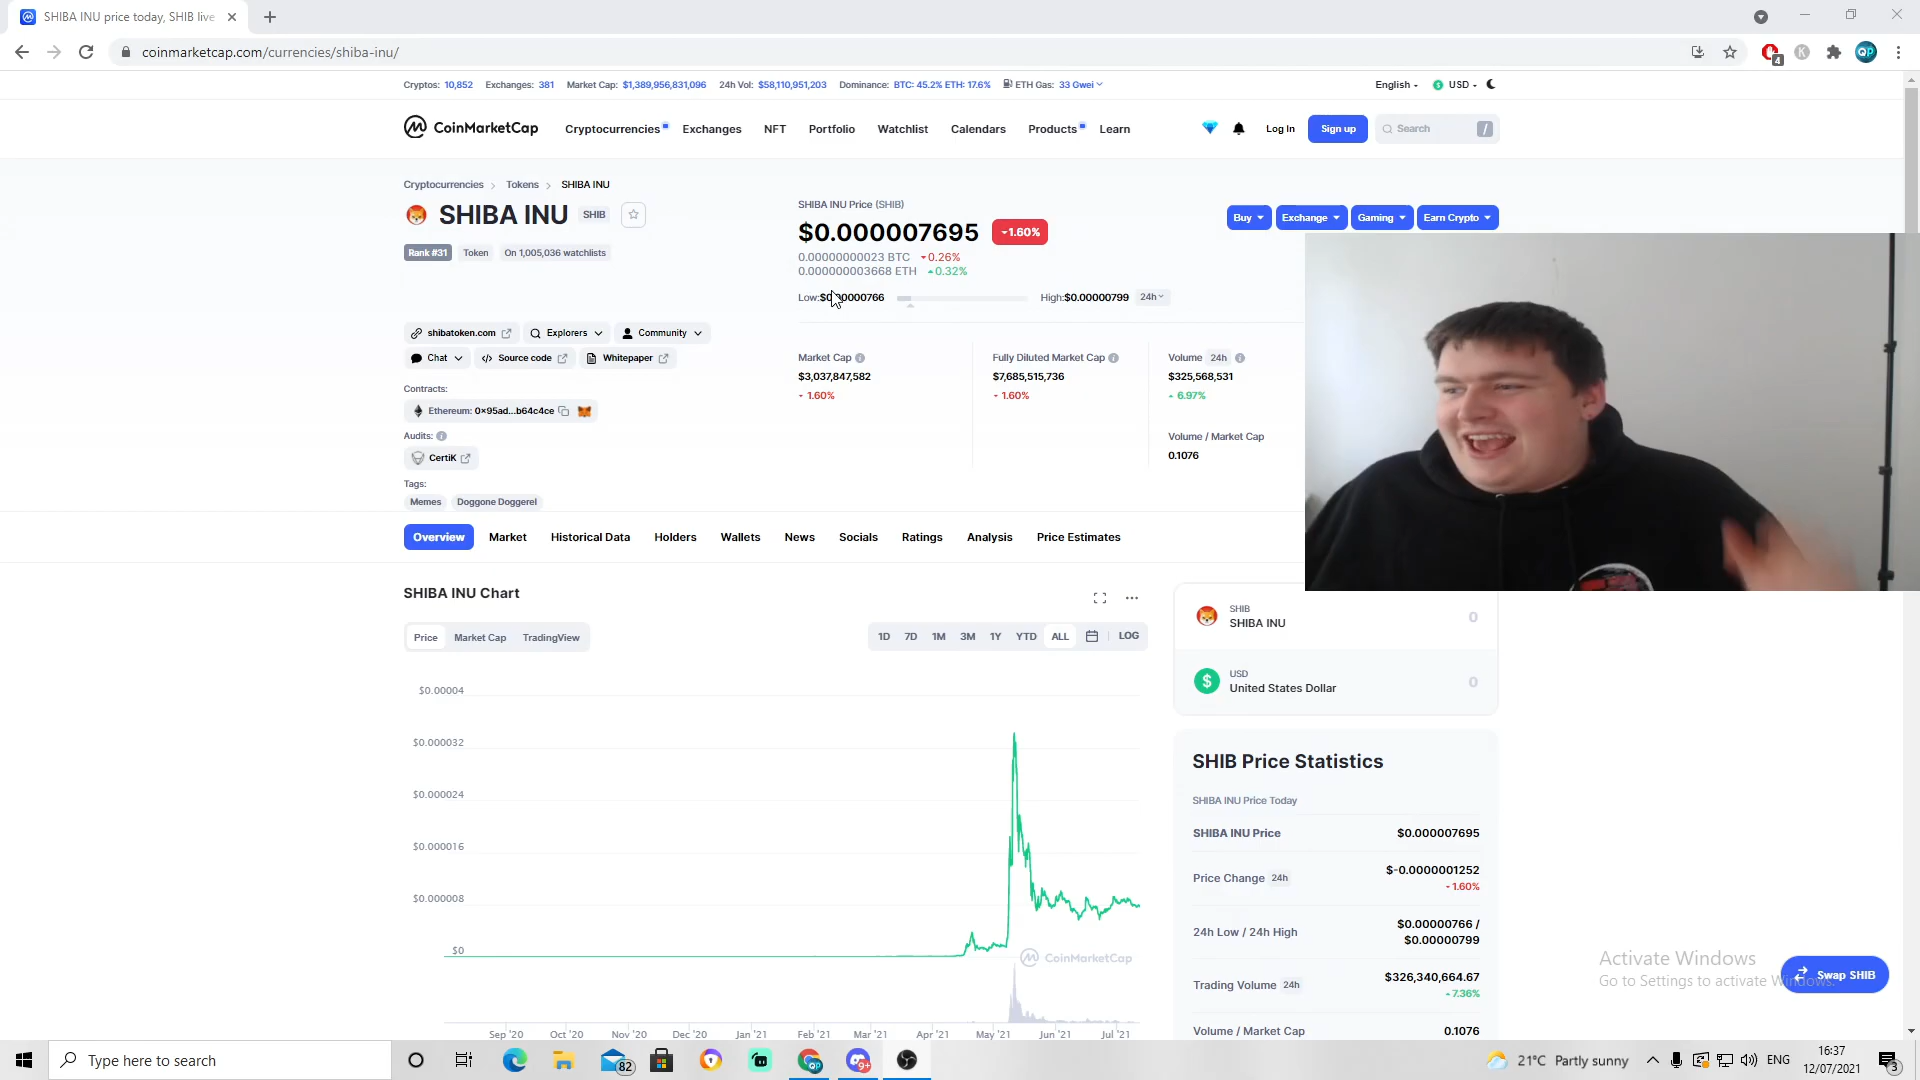 SHIBA INU price today, SHIB live
coinmarketcap.com/currencies/shiba-inu/
4
QP
Cryptos: 10,852 Exchanges: 381 Market Cap: $1,389,956,831,096 24h Vol: $58,110,951,203 Dominance: BTC: 45.2% ETH: 17.6% ETH Gas: 33 Gwei
English USD
CoinMarketCap
Cryptocurrencies Exchanges NFT Portfolio Watchlist Calendars Products Learn
Log In Sign up Search /
Cryptocurrencies > Tokens > SHIBA INU
SHIBA INU SHIB
Rank #31 Token On 1,005,036 watchlists
SHIBA INU Price (SHIB)
$0.000007695 1.60%
0.00000000023 BTC 0.26%
0.000000003668 ETH 0.32%
Low: High:$0.00000799 24h
Buy Exchange Gaming Earn Crypto
shibatoken.com Explorers Community
Chat Source code Whitepaper
Contracts:
Ethereum: 0x95ad...b64c4ce
Audits:
CertiK
Tags:
Memes Doggone Doggerel
Market Cap
$3,037,847,582
1.60%
Fully Diluted Market Cap
$7,685,515,736
1.60%
Volume 24h
$325,568,531
6.97%
Volume / Market Cap
0.1076
Overview Market Historical Data Holders Wallets News Socials Ratings Analysis Price Estimates
SHIBA INU Chart
Price Market Cap TradingView
1D 7D 1M 3M 1Y YTD ALL LOG
$0.00004
$0.000032
$0.000024
$0.000016
$0.000008
$0
CoinMarketCap
Sep '20 Oct '20 Nov '20 Dec '20 Jan '21 Feb '21 Mar '21 Apr '21 May '21 Jun '21 Jul '21
SHIB
SHIBA INU 0
USD
United States Dollar 0
SHIB Price Statistics
SHIBA INU Price Today
SHIBA INU Price $0.000007695
Price Change 24h $-0.0000001252
1.60%
24h Low / 24h High $0.00000766 /
$0.00000799
Trading Volume 24h $326,340,664.67
7.36%
Volume / Market Cap 0.1076
Activate Windows
Go to Settings to activate Windows.
Swap SHIB
Type here to search
82
QP
9+
21°C Partly sunny
ENG
16:37
12/07/2021
3